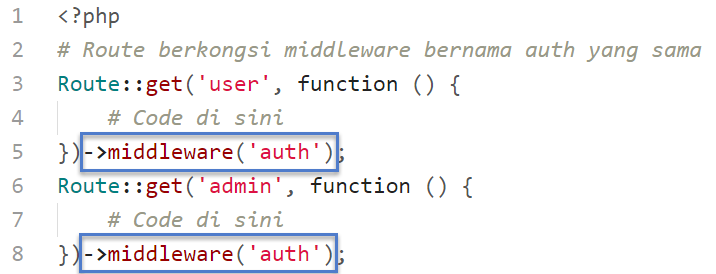 1 <?php
2 # Route berkongsi middleware bernama auth yang sama
3 Route::get('user', function () {
4 # Code di sini
5 })->middleware('auth');
6 Route::get('admin', function () {
7 # Code di sini
8 })->middleware('auth');